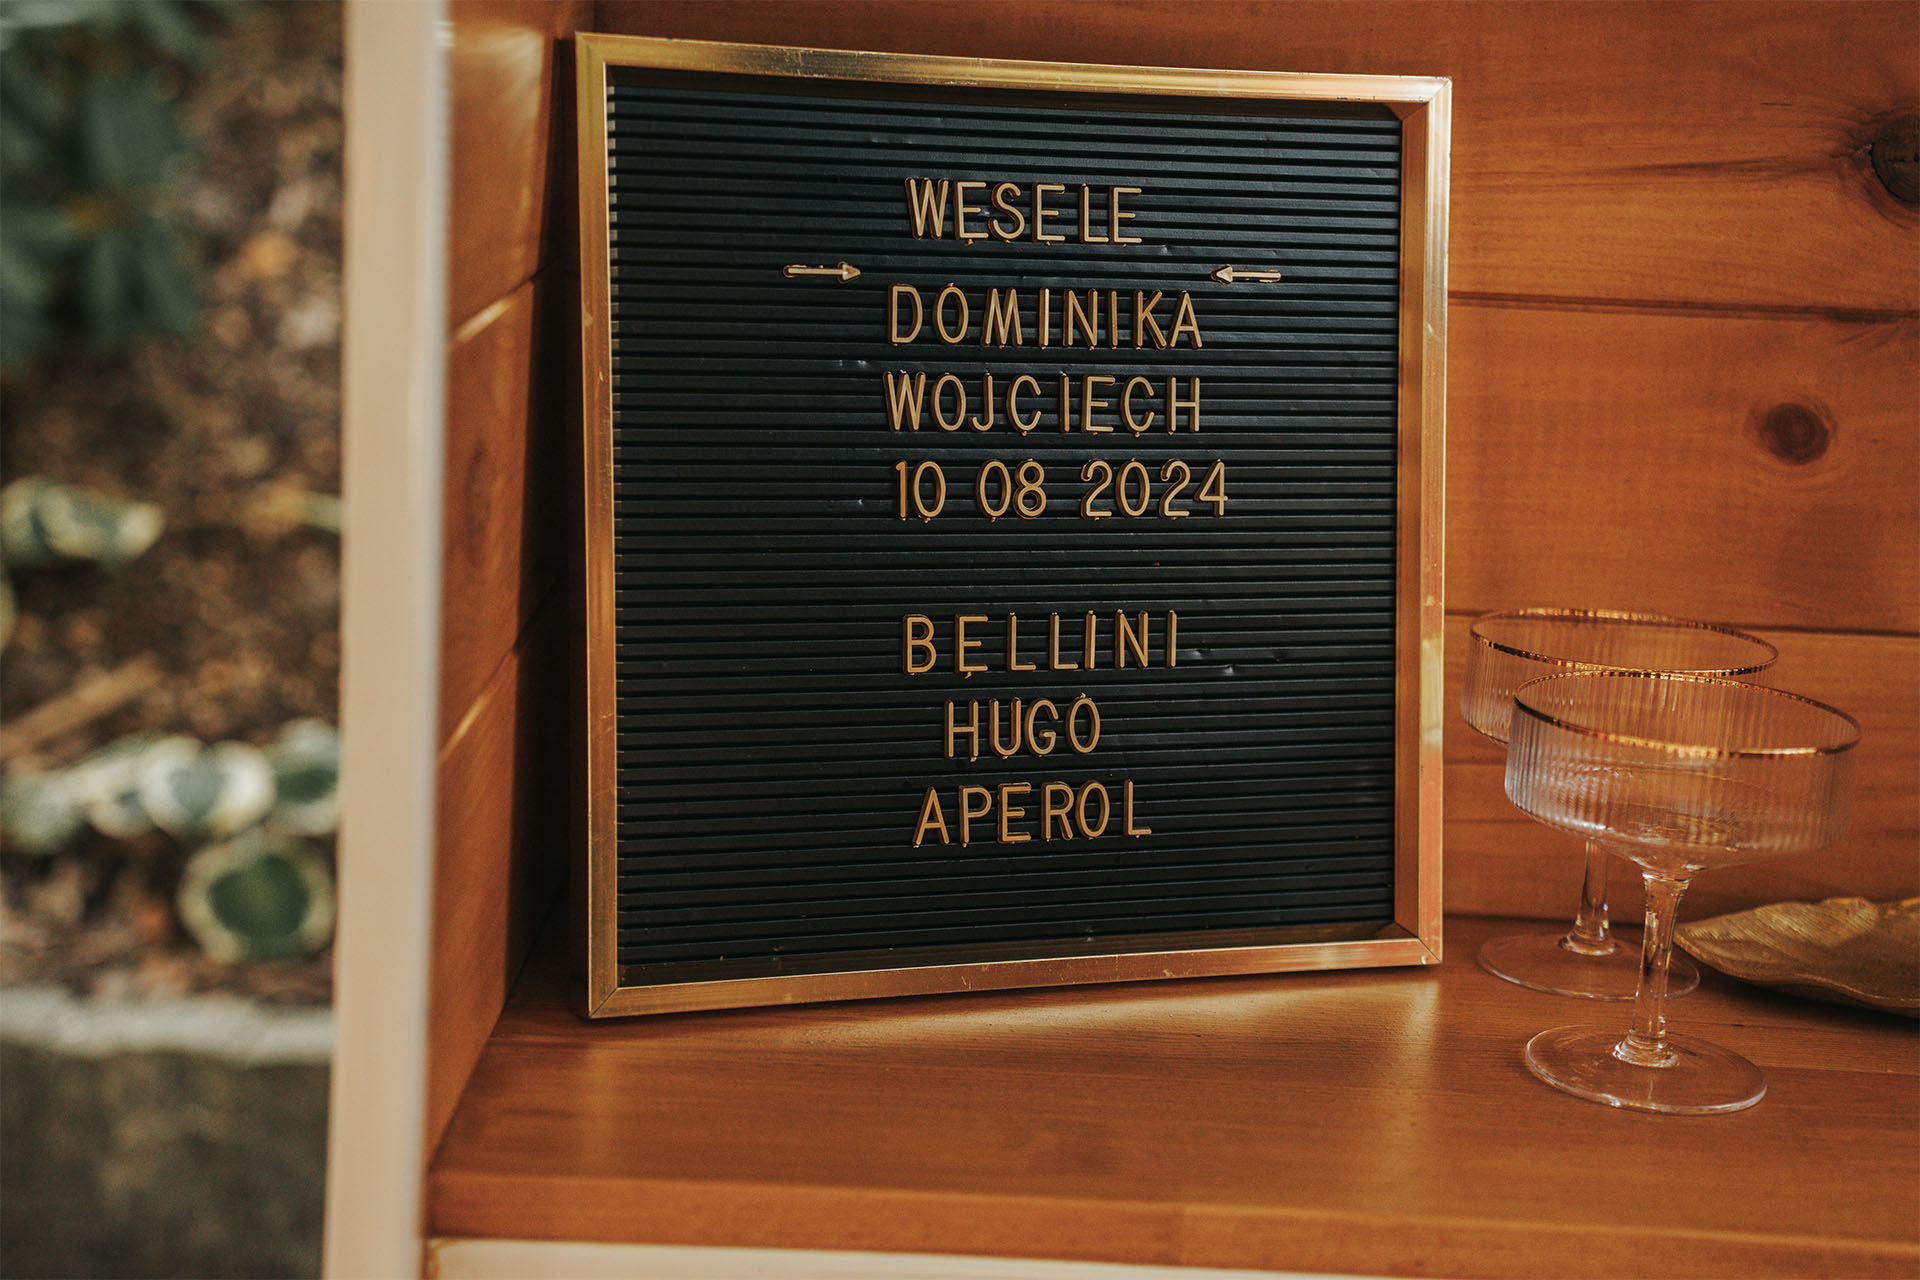 WESELE
DOMINIKA
WOJCIECH
10 08 2024
BELLINI
HUGO
APEROL